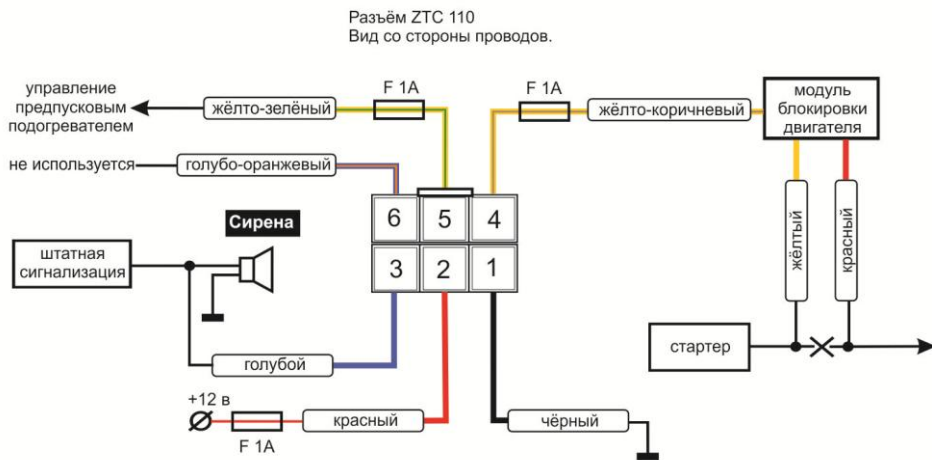 Разъём ZTC 110
Вид со стороны проводов.
управление
предпусковым
подогревателем
жёлто-зелёный
F 1A
F 1A
жёлто-коричневый
модуль
блокировки
двигателя
не используется
голубо-оранжевый
6
5
4
Сирена
3
2
1
штатная
сигнализация
жёлтый
красный
стартер
голубой
+12 в
F 1A
красный
чёрный